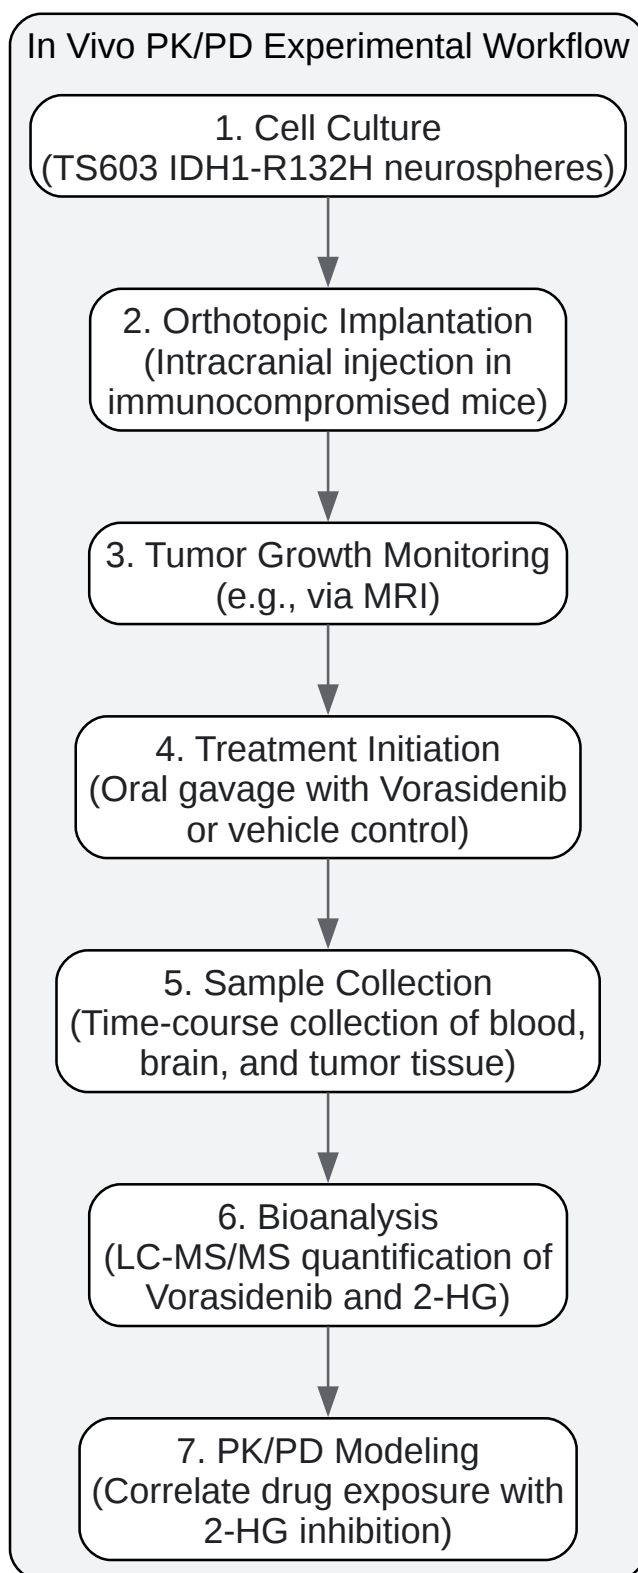 In Vivo PK/PD Experimental Workflow
1. Cell Culture
(TS603 IDH1-R132H neurospheres)
2. Orthotopic Implantation
(Intracranial injection in
immunocompromised mice)
3. Tumor Growth Monitoring
(e.g., via MRI)
4. Treatment Initiation
(Oral gavage with Vorasidenib
or vehicle control)
5. Sample Collection
(Time-course collection of blood,
brain, and tumor tissue)
6. Bioanalysis
(LC-MS/MS quantification of
Vorasidenib and 2-HG)
7. PK/PD Modeling
(Correlate drug exposure with
2-HG inhibition)